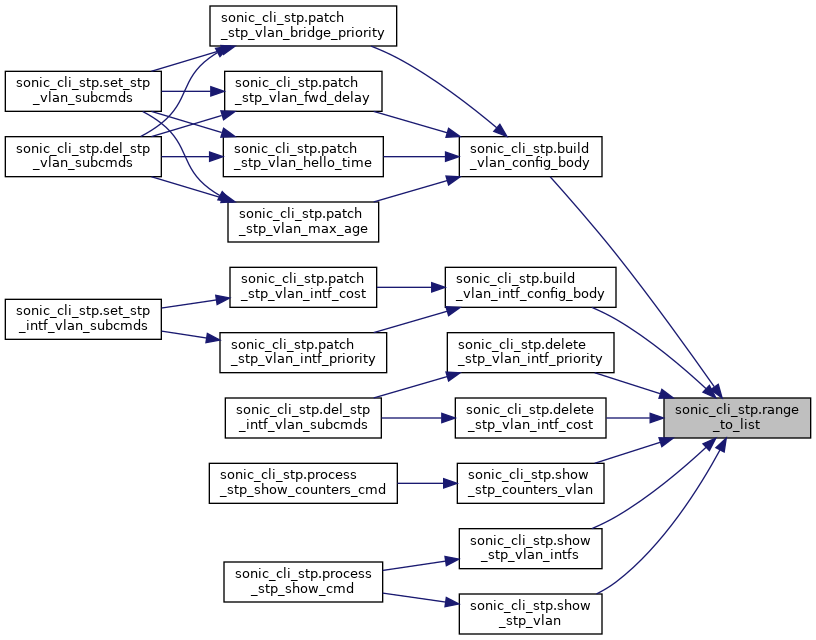 sonic_cli_stp.patch
_stp_vlan_bridge_priority
sonic_cli_stp.set_stp
_vlan_subcmds
sonic_cli_stp.patch
_stp_vlan_fwd_delay
sonic_cli_stp.del_stp
_vlan_subcmds
sonic_cli_stp.patch
_stp_vlan_hello_time
sonic_cli_stp.build
_vlan_config_body
sonic_cli_stp.patch
_stp_vlan_max_age
sonic_cli_stp.patch
_stp_vlan_intf_cost
sonic_cli_stp.build
_vlan_intf_config_body
sonic_cli_stp.set_stp
_intf_vlan_subcmds
sonic_cli_stp.patch
_stp_vlan_intf_priority
sonic_cli_stp.delete
_stp_vlan_intf_priority
sonic_cli_stp.del_stp
_intf_vlan_subcmds
sonic_cli_stp.delete
_stp_vlan_intf_cost
sonic_cli_stp.range
_to_list
sonic_cli_stp.process
_stp_show_counters_cmd
sonic_cli_stp.show
_stp_counters_vlan
sonic_cli_stp.show
_stp_vlan_intfs
sonic_cli_stp.process
_stp_show_cmd
sonic_cli_stp.show
_stp_vlan